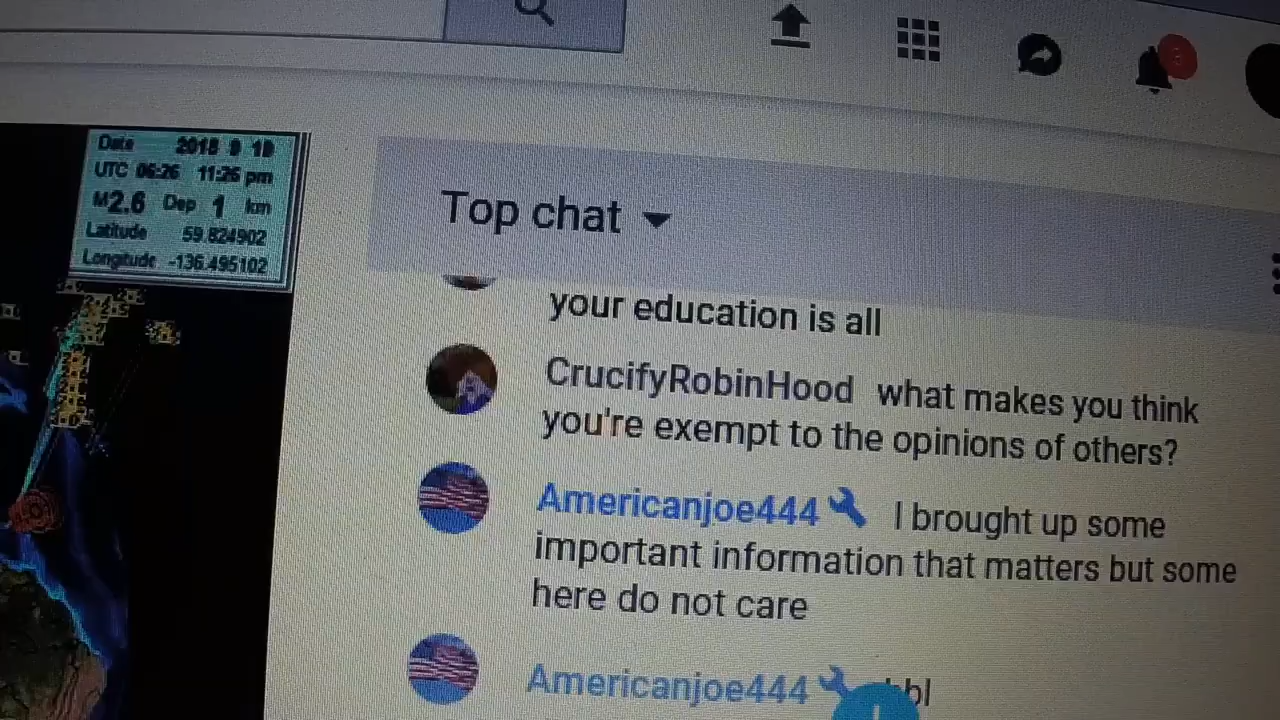 Date 2018 9 19
UTC 06:26 11:26 pm
M2.6 Dep 1 km
Latitude 59.824902
Longitude -136.495102
Top chat
your education is all
CrucifyRobinHood what makes you think
you're exempt to the opinions of others?
Americanjoe444 I brought up some
important information that matters but some
here do not care
Americanjoe444